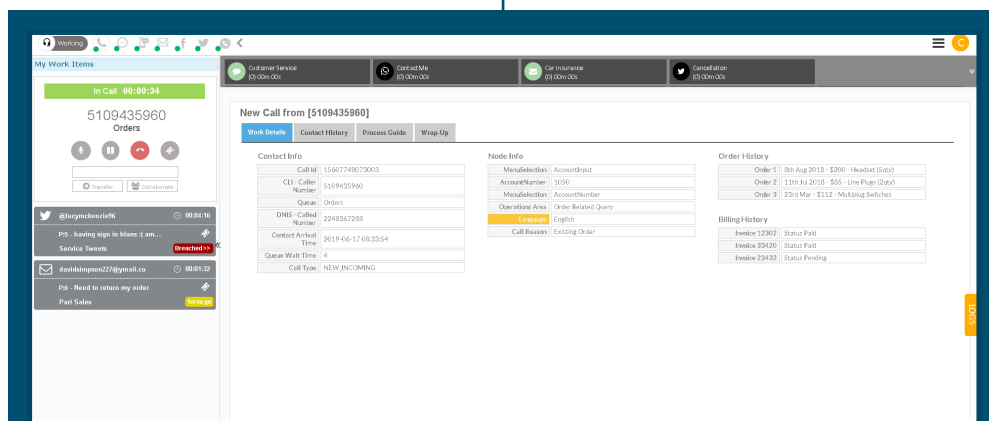 Working
C
My Work Items
Customer Service
(0) 00m 00s
ContactMe
(0) 00m 00s
Car Insurance
(0) 00m 00s
Cancellation
(0) 00m 00s
In Call 00:00:34
5109435960
Orders
Transfer
Collaborate
@lucymckenzie96 00:04:16
P:5 - having sign in blues :( am...
Service Tweets Breached>>
davidsimpson227@ymail.co 00:01:32
P:6 - Need to return my order
Part Sales
New Call from [5109435960]
Work Details Contact History Process Guide Wrap-Up
Contact Info
Call Id 15607748073003
CLI - Caller Number 5109435960
Queue Orders
DNIS - Called Number 2248367288
Contact Arrival Time 2019-06-17 08:33:54
Queue Wait Time 4
Call Type NEW_INCOMING
Node Info
MenuSelection AccountInput
AccountNumber 1050
MenuSelection AccountNumber
Operations Area Order Related Query
Language English
Call Reason Existing Order
Order History
Order 1 8th Aug 2018 - $200 - Headset (5qty)
Order 2 11th Jul 2018 - $85 - Line Plugs (2qty)
Order 3 23rd Mar - $112 - Multiplug Switches
Billing History
Invoice 12302 Status Paid
Invoice 33420 Status Paid
Invoice 23432 Status Pending